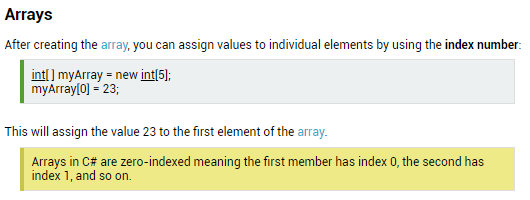 Arrays
After creating the array, you can assign values to individual elements by using the index number:
int[ ] myArray = new int[5];
myArray[0] = 23;
This will assign the value 23 to the first element of the array.
Arrays in C# are zero-indexed meaning the first member has index 0, the second has
index 1, and so on.